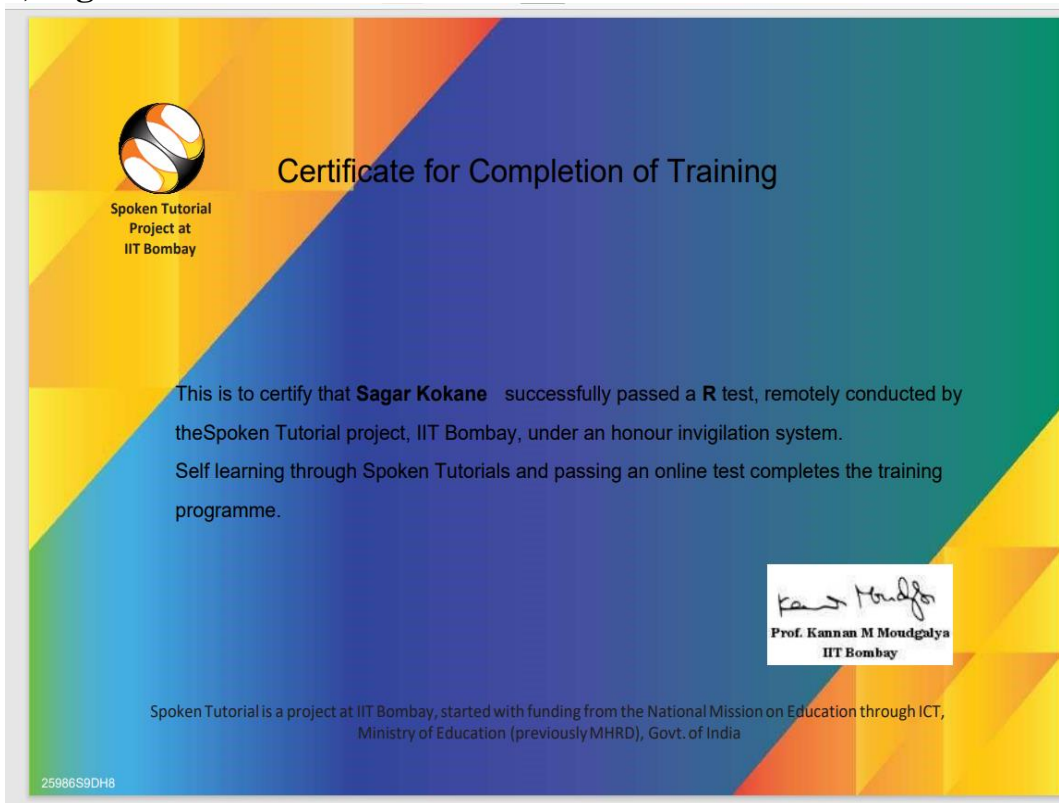 Spoken Tutorial
Project at
IIT Bombay
Certificate for Completion of Training
This is to certify that Sagar Kokane successfully passed a R test, remotely conducted by
theSpoken Tutorial project, IIT Bombay, under an honour invigilation system.
Self learning through Spoken Tutorials and passing an online test completes the training
programme.
Prof. Kannan M Moudgalya
IIT Bombay
Spoken Tutorial is a project at IIT Bombay, started with funding from the National Mission on Education through ICT,
Ministry of Education (previously MHRD), Govt. of India
25986S9DH8